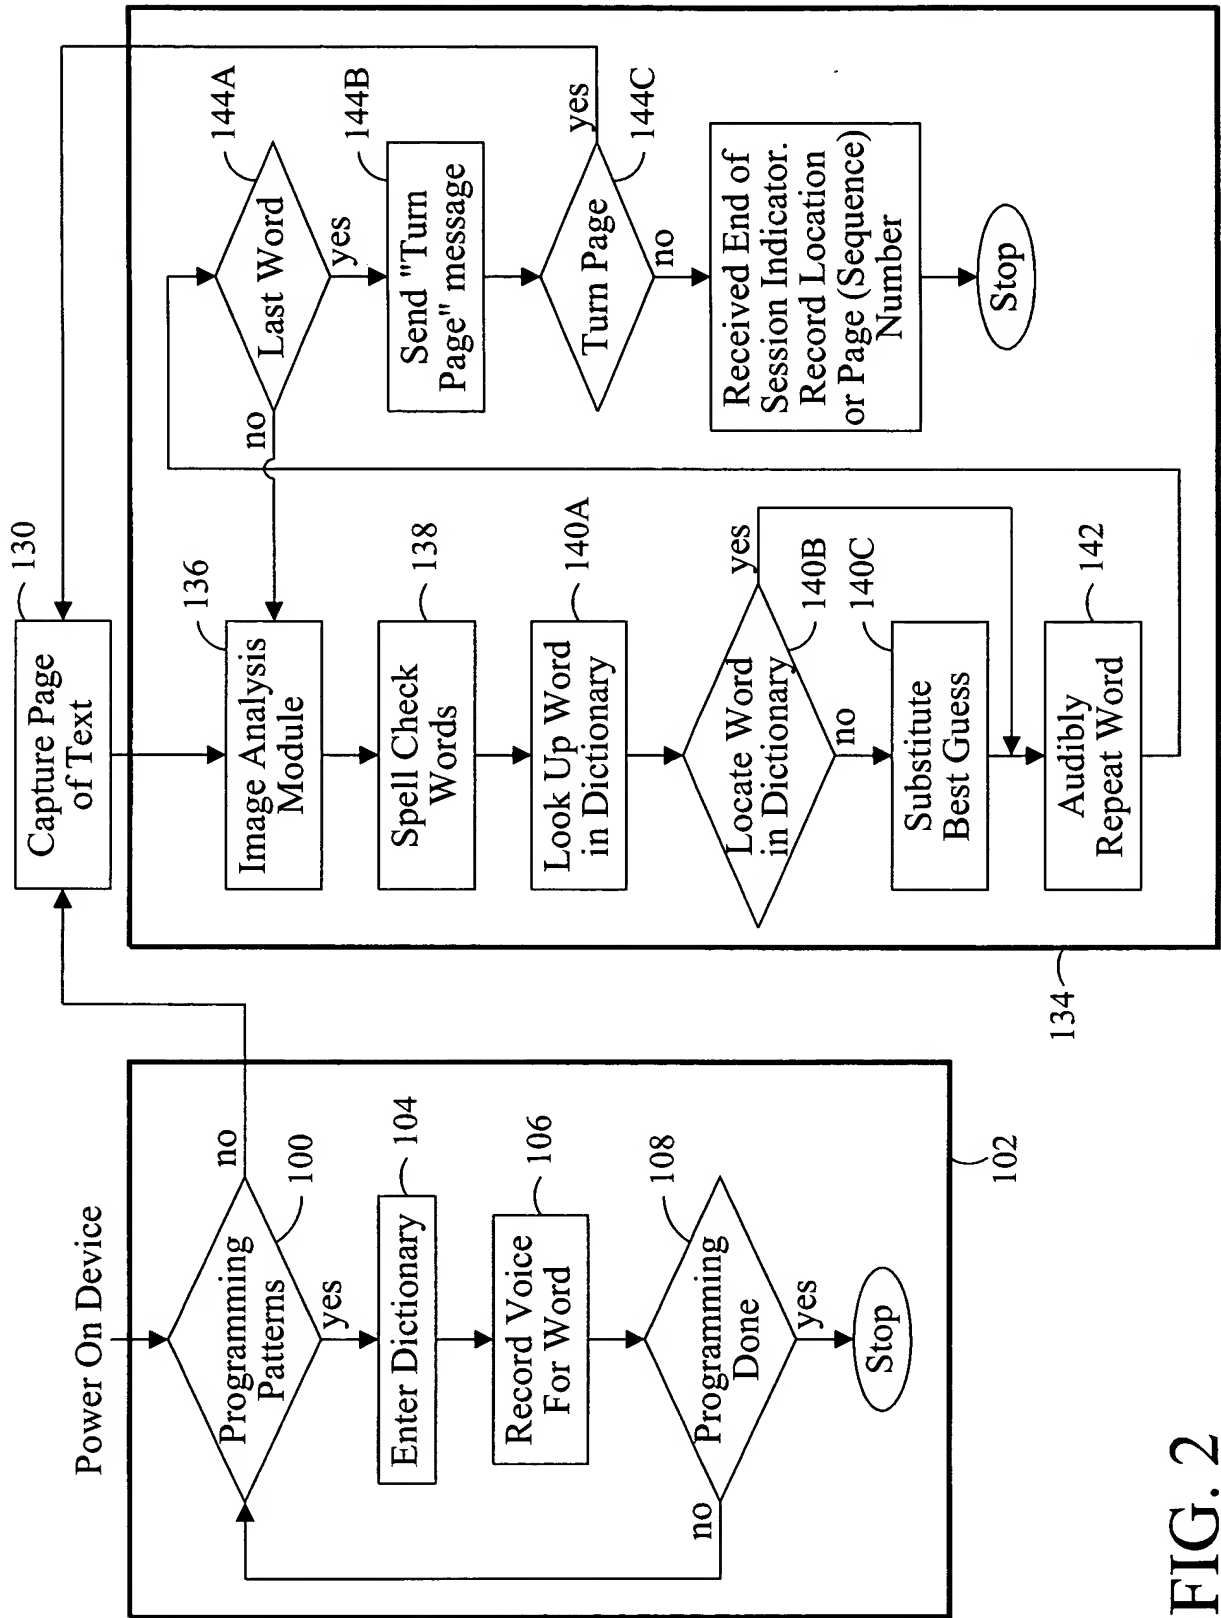 Power On Device
Programming
Patterns
100
no
yes
Enter Dictionary
104
Record Voice
For Word
106
Programming
Done
108
no
yes
Stop
102
Capture Page
of Text
130
Image Analysis
Module
136
Spell Check
Words
138
Look Up Word
in Dictionary
140A
Locate Word
in Dictionary
140B
yes
no
Substitute
Best Guess
140C
Audibly
Repeat Word
142
134
Last Word
144A
no
yes
Send "Turn
Page" message
144B
Turn Page
144C
yes
no
Received End of
Session Indicator.
Record Location
or Page (Sequence)
Number
Stop
FIG. 2